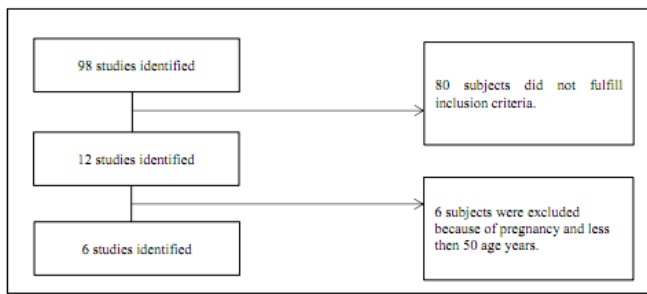 98 studies identified
80 subjects did not fulfill
inclusion criteria.
12 studies identified
6 subjects were excluded
because of pregnancy and less
then 50 age years.
6 studies identified